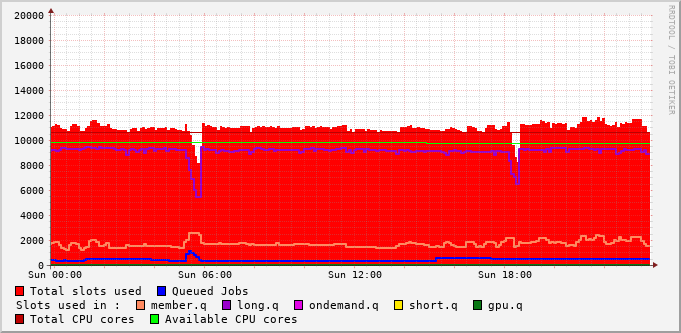 20000
18000
16000
14000
12000
10000
8000
6000
4000
2000
0
Sun 00:00 Sun 06:00 Sun 12:00 Sun 18:00
Total slots used Queued Jobs
Slots used in : member.q long.q ondemand.q short.q gpu.q
Total CPU cores Available CPU cores
RRDTOOL / TOBI OETIKER